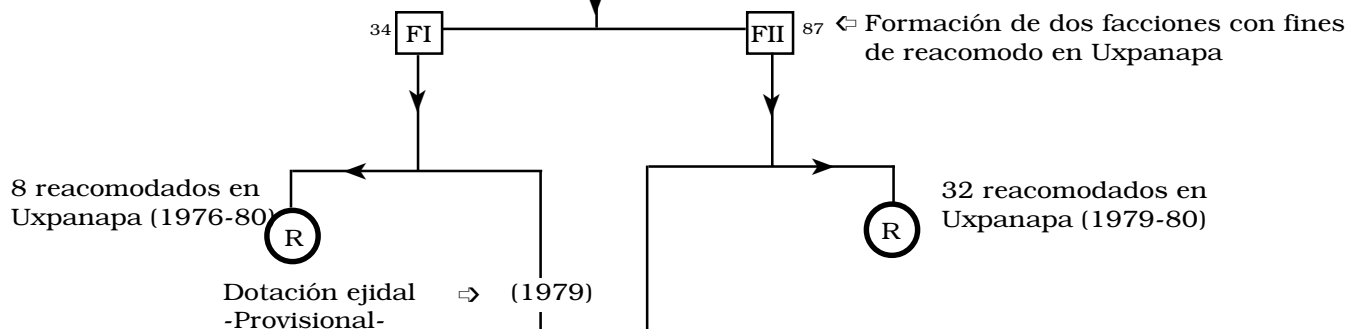 34 FI
FII 87 ⇦ Formación de dos facciones con fines
de reacomodo en Uxpanapa
8 reacomodados en
Uxpanapa (1976-80)
R
32 reacomodados en
Uxpanapa (1979-80)
R
Dotación ejidal ⇨ (1979)
-Provisional-